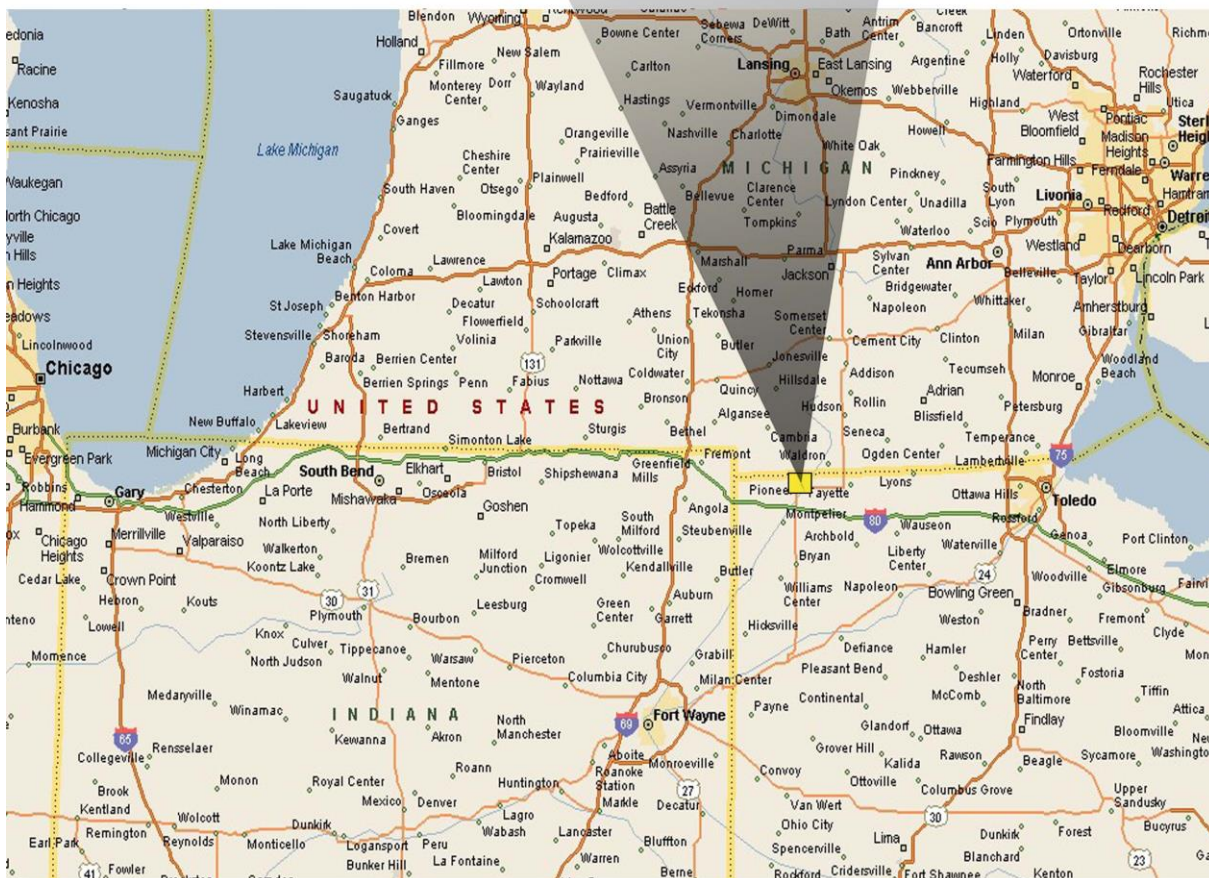 Blendon
Wyoming
Holland
New Salem
Bowne Center
Sebewa Corners
DeWitt
Bath
Antrim Center
Bancroft
Linden
Ortonville
Racine
Fillmore
Monterey Center
Dorr
Wayland
Carlton
Lansing
East Lansing
Okemos
Argentine
Holly
Davisburg
Waterford
Rochester Hills
Kenosha
Saugatuck
Hastings
Vermontville
Webberville
Highland
Utica
Ganges
Orangeville
Nashville
Charlotte
Dimondale
Howell
West Bloomfield
Pontiac
Madison Heights
Lake Michigan
Prairieville
Cheshire Center
Plainwell
Assyria
MICHIGAN
White Oak
Pinckney
Farmington Hills
Ferndale
Waukegan
North Chicago
South Haven
Otsego
Bedford
Bellevue
Clarence Center
Lyndon Center
Unadilla
South Lyon
Livonia
Redford
Bloomingdale
Augusta
Battle Creek
Tompkins
Scio
Plymouth
Detroit
Covert
Kalamazoo
Waterloo
Westland
Dearborn
Lake Michigan Beach
Coloma
Lawrence
Portage
Climax
Marshall
Parma
Jackson
Sylvan Center
Ann Arbor
Belleville
Taylor
Lincoln Park
Lawton
Benton Harbor
St Joseph
Decatur
Schoolcraft
Eckford
Homer
Bridgewater
Napoleon
Whittaker
Amherstburg
Stevensville
Shoreham
Flowerfield
Volinia
Parkville
Athens
Tekonsha
Somerset Center
Cement City
Clinton
Milan
Gibraltar
Lincolnwood
Chicago
Baroda
Berrien Center
131
Union City
Butler
Jonesville
Woodland Beach
Harbert
Berrien Springs
Penn
Fabius
Nottawa
Coldwater
Quincy
Hillsdale
Addison
Tecumseh
Monroe
UNITED STATES
Bronson
Algansee
Hudson
Rollin
Adrian
Blissfield
Petersburg
New Buffalo
Lakeview
Bertrand
Simonton Lake
Sturgis
Bethel
Cambria
Seneca
Temperance
Burbank
Evergreen Park
Michigan City
Long Beach
South Bend
Elkhart
Bristol
Shipshewana
Greenfield Mills
Fremont
Waldron
Ogden Center
Lambertville
75
Robbins
Gary
Chesterton
La Porte
Mishawaka
Osceola
Goshen
Fayette
Lyons
Ottawa Hills
Toledo
Hammond
Merrillville
Westville
North Liberty
Topeka
South Milford
Angola
Steubenville
Montpelier
80
Wauseon
Rossford
Chicago Heights
Valparaiso
Walkerton
Bremen
Milford Junction
Ligonier
Wolcottville
Archbold
Bryan
Liberty Center
Waterville
Genoa
Port Clinton
Cedar Lake
Crown Point
Koontz Lake
Cromwell
Kendallville
Butler
Williams Center
Napoleon
24
Woodville
Elmore
Gibsonburg
Hebron
Kouts
30
31
Plymouth
Leesburg
Green Center
Auburn
Bowling Green
Bradner
Fremont
Lowell
Bourbon
Garrett
Hicksville
Weston
Clyde
Momence
Knox
Culver
North Judson
Tippecanoe
Warsaw
Pierceton
Churubusco
Grabill
Defiance
Pleasant Bend
Hamler
Perry Center
Bettsville
Fostoria
Medaryville
Walnut
Mentone
Columbia City
Milan Center
Continental
Deshler
McComb
North Baltimore
Tiffin
Winamac
INDIANA
North Manchester
69
Fort Wayne
Payne
Glandorf
Ottawa
Findlay
Attica
Bloomville
65
Rensselaer
Kewanna
Akron
Aboite
Grover Hill
Kalida
Rawson
Sycamore
Collegeville
Monon
Royal Center
Roann
Huntington
Roanoke Station
Monroeville
Convoy
Ottoville
Beagle
Brook
Kentland
Mexico
Denver
Lagro
Markle
27
Decatur
Van Wert
Columbus Grove
30
Upper Sandusky
Remington
Wolcott
Dunkirk
Wabash
Lancaster
Bluffton
Ohio City
Lima
Dunkirk
Forest
Bucyrus
Earl Park
Reynolds
Monticello
Logansport
Peru
Warren
Spencerville
Blanchard
41
Fowler
Bunker Hill
La Fontaine
Berne
Rockford
Cridersville
Fort Shawnee
Kenton
23